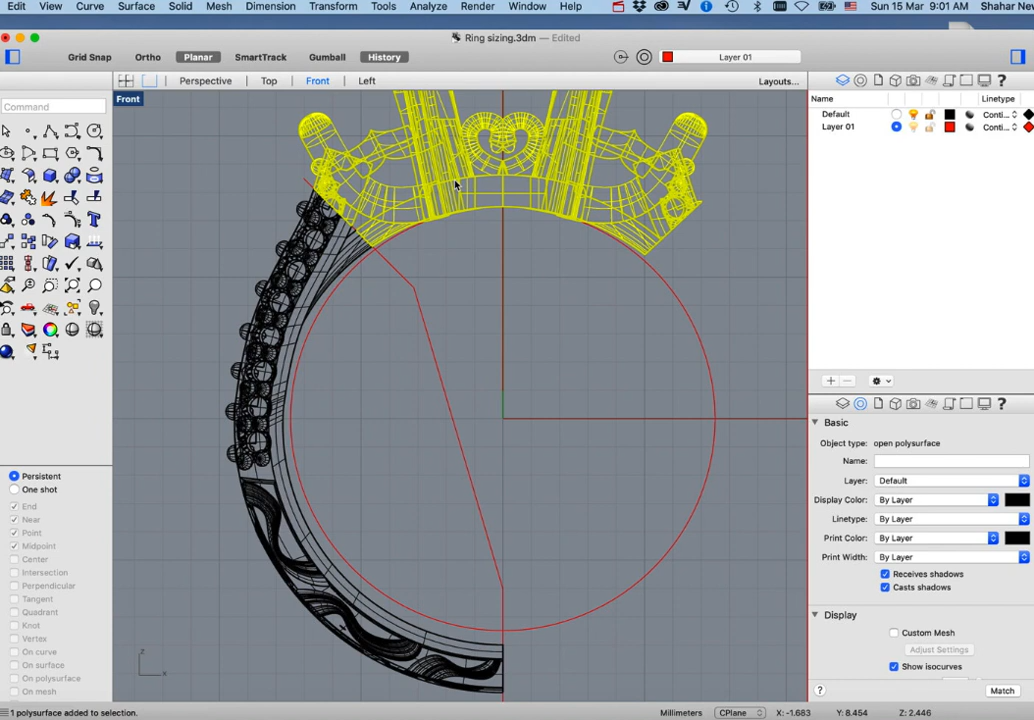 Edit View Curve Surface Solid Mesh Dimension Transform Tools Analyze Render Window Help Sun 15 Mar 9:01 AM Shahar Nev
Ring sizing.3dm — Edited
Grid Snap Ortho Planar SmartTrack Gumball History Layer 01
Perspective Top Front Left Layouts...
Front
Command
Name Linetype
Default Conti...
Layer 01 Conti...
Basic
Object type: open polysurface
Name:
Layer: Default
Display Color: By Layer
Linetype: By Layer
Print Color: By Layer
Print Width: By Layer
Receives shadows
Casts shadows
Display
Custom Mesh
Adjust Settings
Show isocurves
? Match
Persistent
One shot
End
Near
Point
Midpoint
Center
Intersection
Perpendicular
Tangent
Quadrant
Knot
Vertex
On curve
On surface
On polysurface
On mesh
z
x
1 polysurface added to selection. Millimeters CPlane X: -1.683 Y: 8.454 Z: 2.446